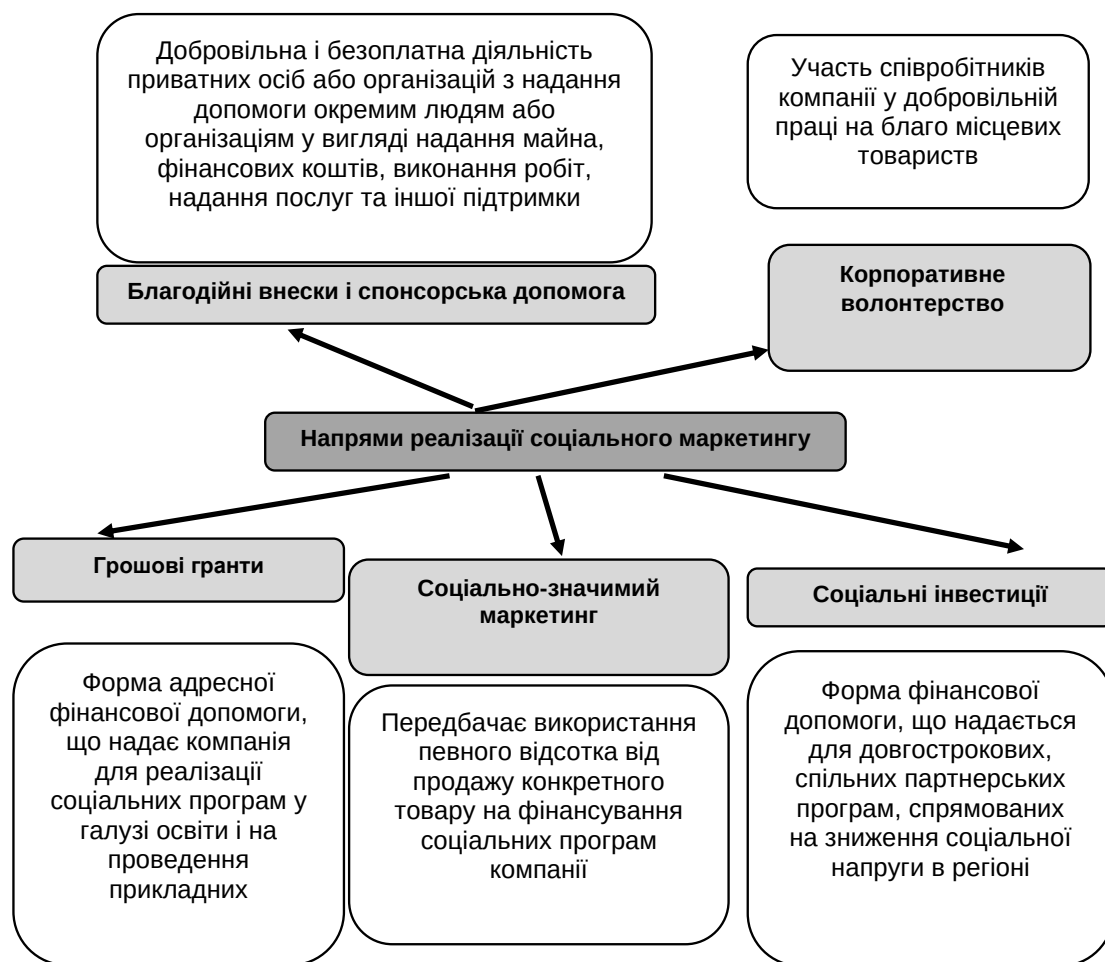 Добровільна і безоплатна діяльність
приватних осіб або організацій з надання
допомоги окремим людям або
організаціям у вигляді надання майна,
фінансових коштів, виконання робіт,
надання послуг та іншої підтримки
Участь співробітників
компанії у добровільній
праці на благо місцевих
товариств
Благодійні внески і спонсорська допомога
Корпоративне
волонтерство
Напрями реалізації соціального маркетингу
Грошові гранти
Соціально-значимий
маркетинг
Соціальні інвестиції
Форма адресної
фінансової допомоги,
що надає компанія
для реалізації
соціальних програм у
галузі освіти і на
проведення
прикладних
Передбачає використання
певного відсотка від
продажу конкретного
товару на фінансування
соціальних програм
компанії
Форма фінансової
допомоги, що надається
для довгострокових,
спільних партнерських
програм, спрямованих
на зниження соціальної
напруги в регіоні